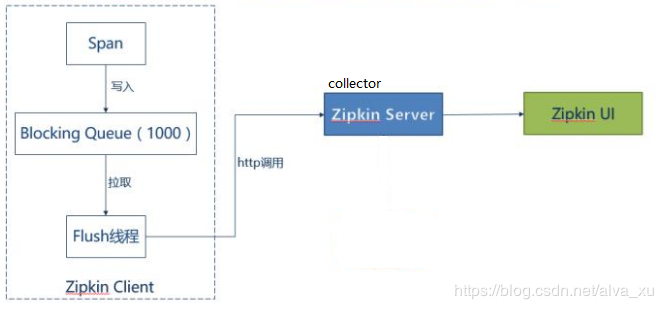 Span
写入
Blocking Queue（1000）
拉取
Flush线程
Zipkin Client
http调用
collector
Zipkin Server
Zipkin UI
https://blog.csdn.net/alva_xu